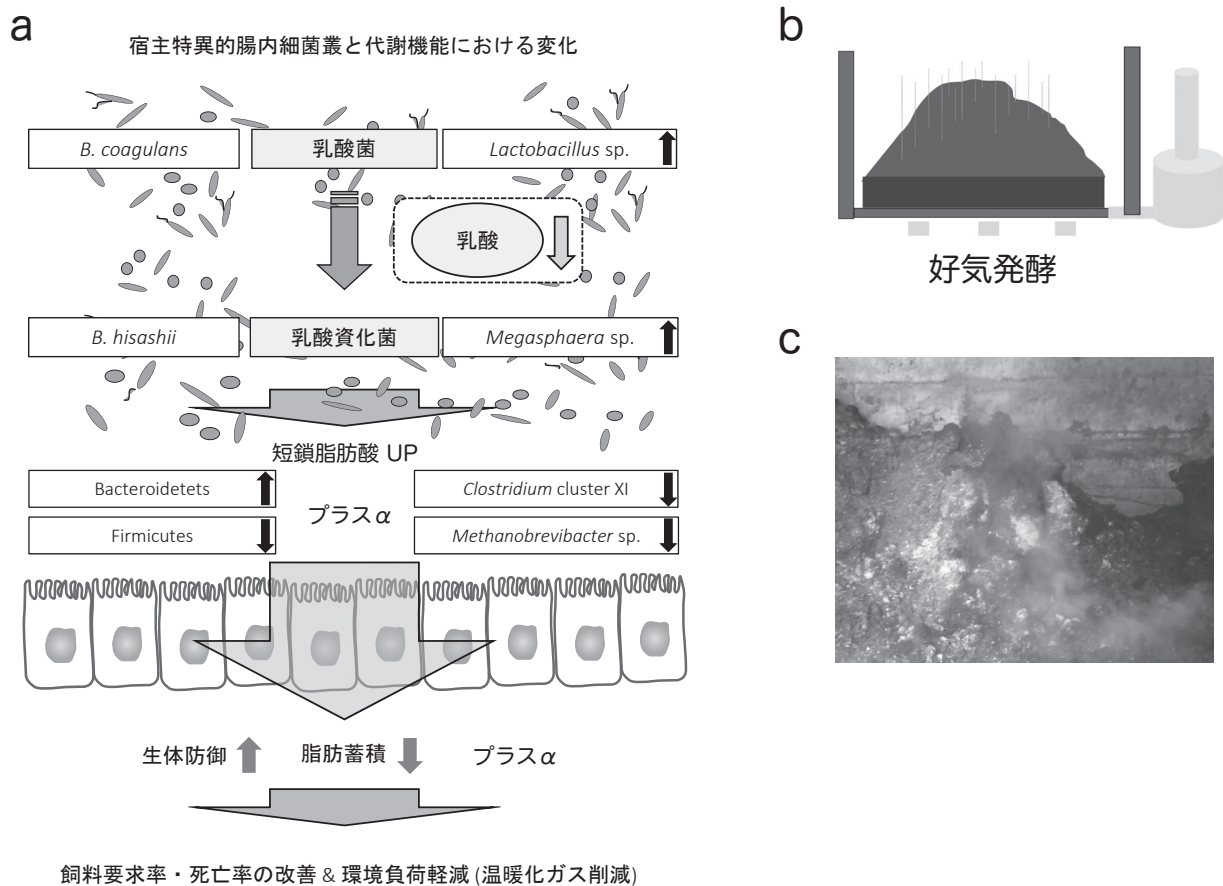 a
宿主特異的腸内細菌叢と代謝機能における変化
B. coagulans
乳酸菌
Lactobacillus sp.
乳酸
B. hisashii
乳酸資化菌
Megasphaera sp.
短鎖脂肪酸 UP
Bacteroidetets
Clostridium cluster XI
プラスα
Firmicutes
Methanobrevibacter sp.
生体防御
脂肪蓄積
プラスα
飼料要求率・死亡率の改善 & 環境負荷軽減 (温暖化ガス削減)
b
好気発酵
c